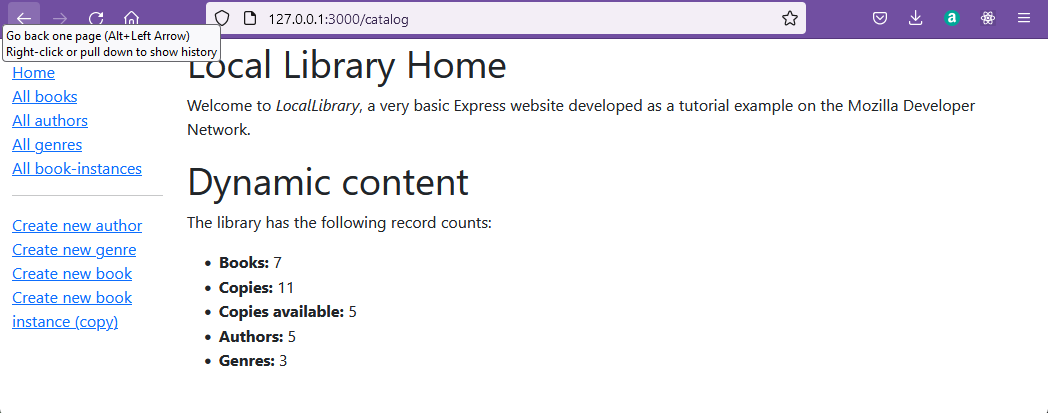 127.0.0.1:3000/catalog
Go back one page (Alt+Left Arrow)
Right-click or pull down to show history
Home
All books
All authors
All genres
All book-instances
Create new author
Create new genre
Create new book
Create new book
instance (copy)
Local Library Home
Welcome to LocalLibrary, a very basic Express website developed as a tutorial example on the Mozilla Developer
Network.
Dynamic content
The library has the following record counts:
• Books: 7
• Copies: 11
• Copies available: 5
• Authors: 5
• Genres: 3